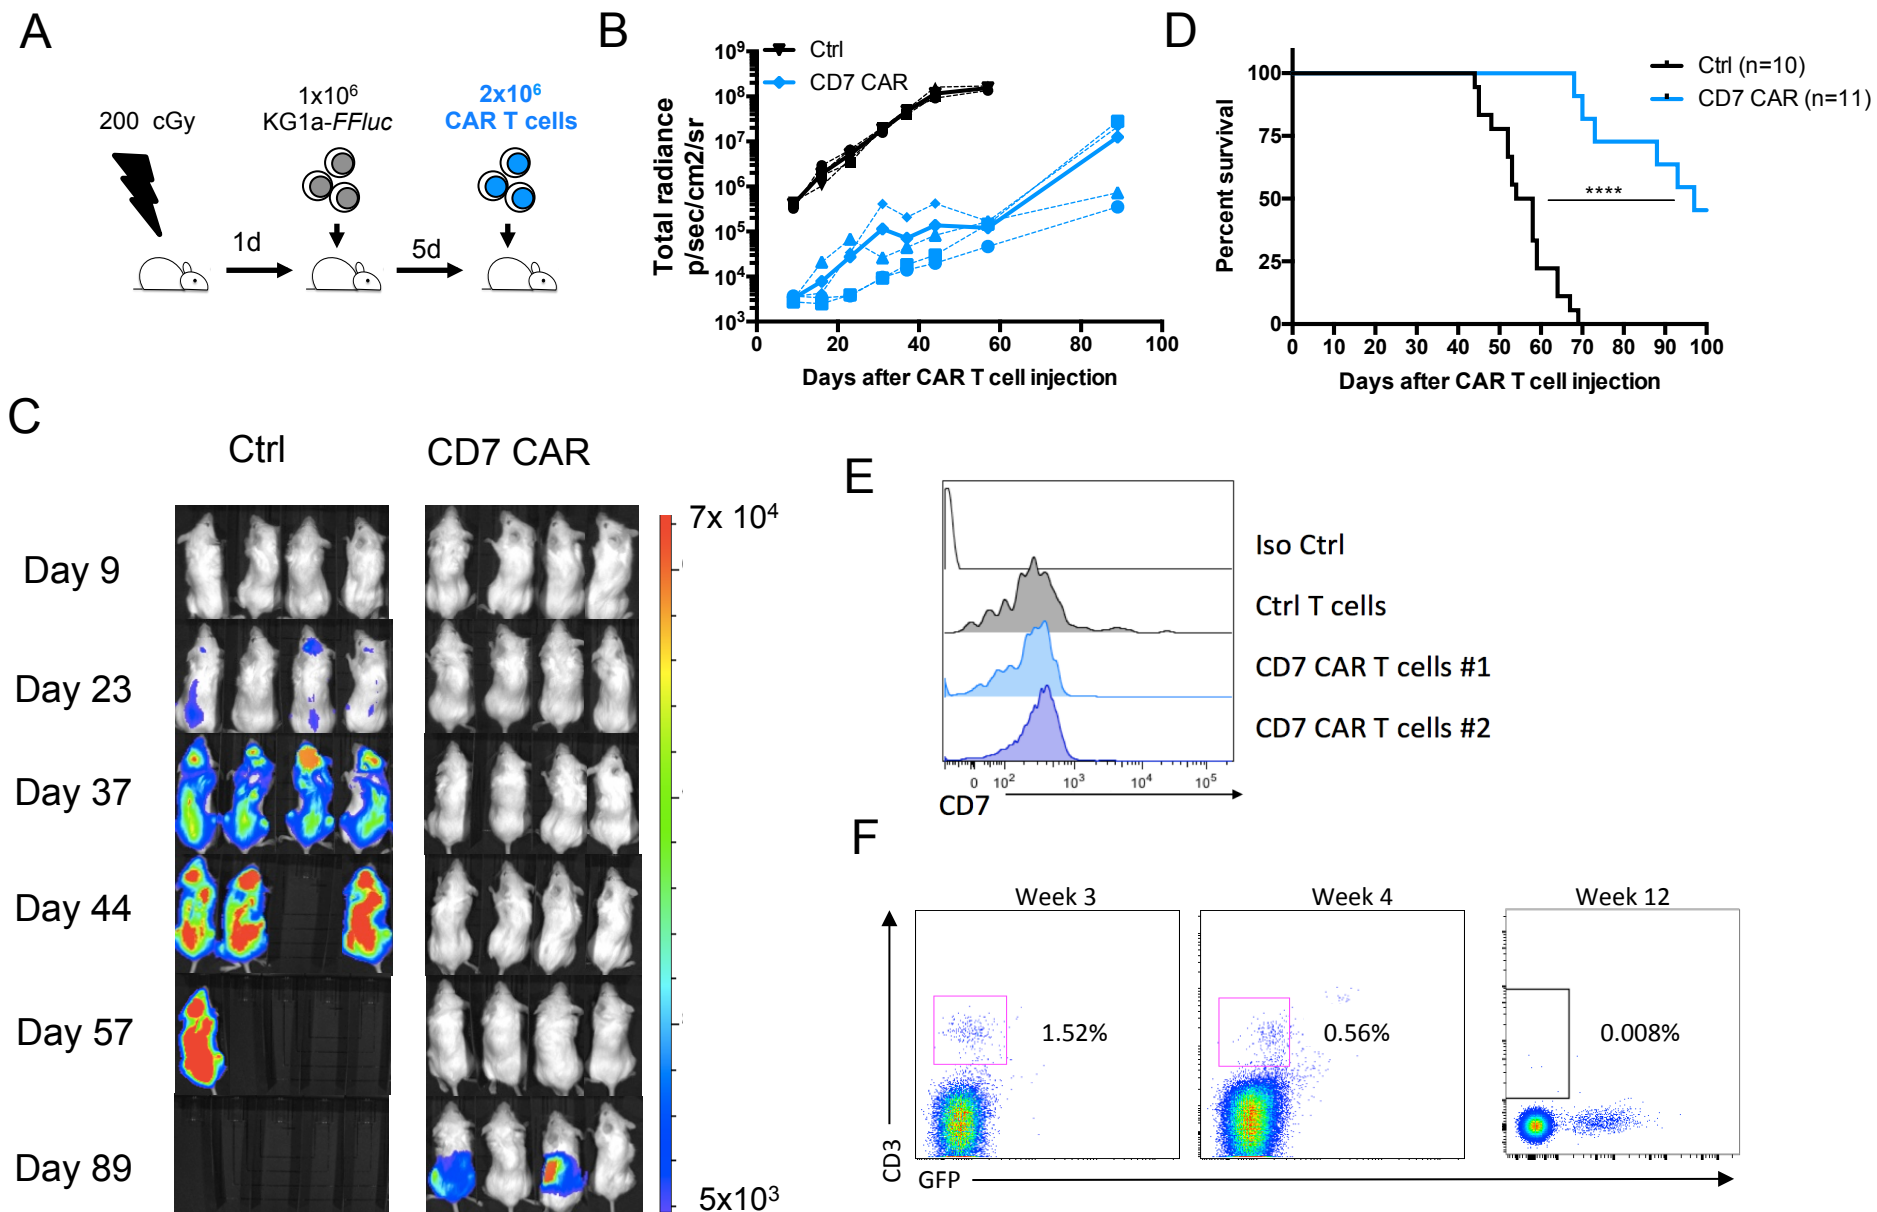 A
200 cGy
1x10⁶
KG1a-FFluc
2x10⁶
CAR T cells
1d
5d
B
Ctrl
CD7 CAR
Total radiance
p/sec/cm2/sr
10⁹
10⁸
10⁷
10⁶
10⁵
10⁴
10³
0 20 40 60 80 100
Days after CAR T cell injection
D
Ctrl (n=10)
CD7 CAR (n=11)
Percent survival
100
75
50
25
0
****
0 10 20 30 40 50 60 70 80 90 100
Days after CAR T cell injection
C
Ctrl
CD7 CAR
Day 9
Day 23
Day 37
Day 44
Day 57
Day 89
7x 10⁴
5x10³
E
Iso Ctrl
Ctrl T cells
CD7 CAR T cells #1
CD7 CAR T cells #2
0 10² 10³ 10⁴ 10⁵
CD7
F
Week 3
Week 4
Week 12
1.52%
0.56%
0.008%
CD3
GFP